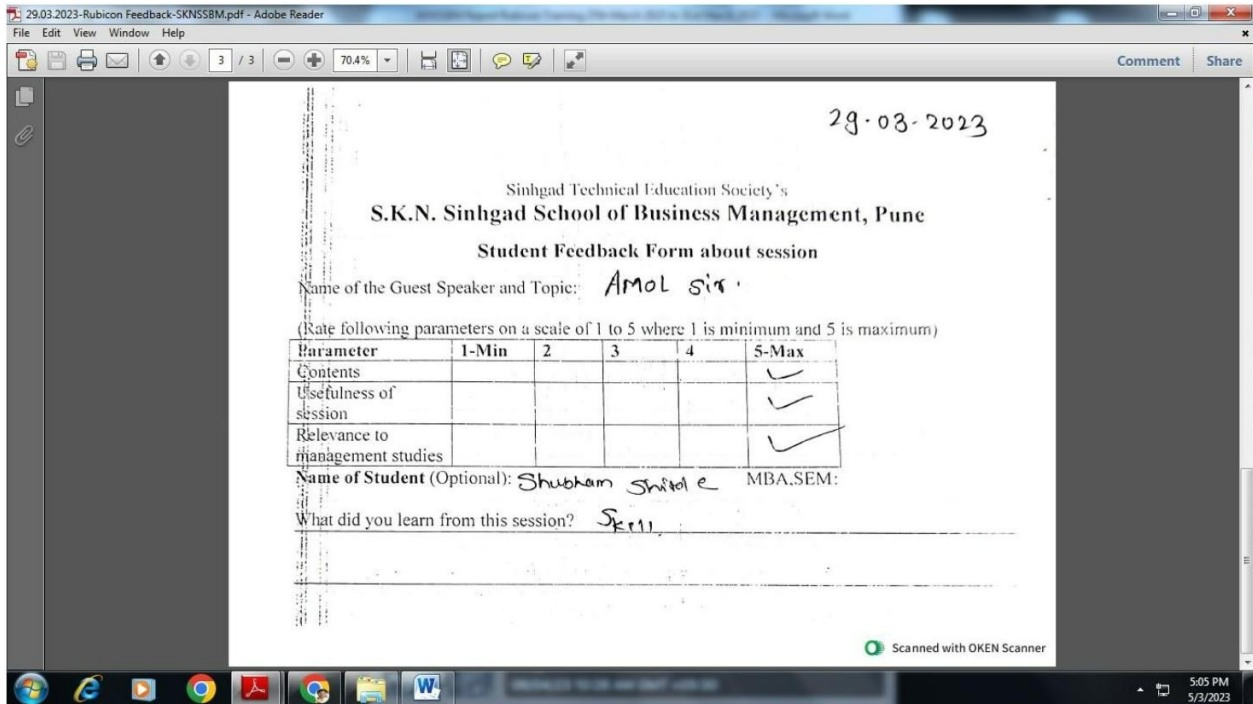 29.03.2023-Rubicon Feedback-SKNSSBM.pdf - Adobe Reader
File Edit View Window Help
3 / 3 70.4% Comment Share
29.03-2023
Sinhgad Technical Education Society's
S.K.N. Sinhgad School of Business Management, Pune
Student Feedback Form about session
Name of the Guest Speaker and Topic: AMOL Sir.
(Rate following parameters on a scale of 1 to 5 where 1 is minimum and 5 is maximum)
Parameter 1-Min 2 3 4 5-Max
Contents
Usefulness of
session
Relevance to
management studies
Name of Student (Optional): Shubham Shitole MBA.SEM:
What did you learn from this session? Skill
Scanned with OKEN Scanner
5:05 PM
5/3/2023